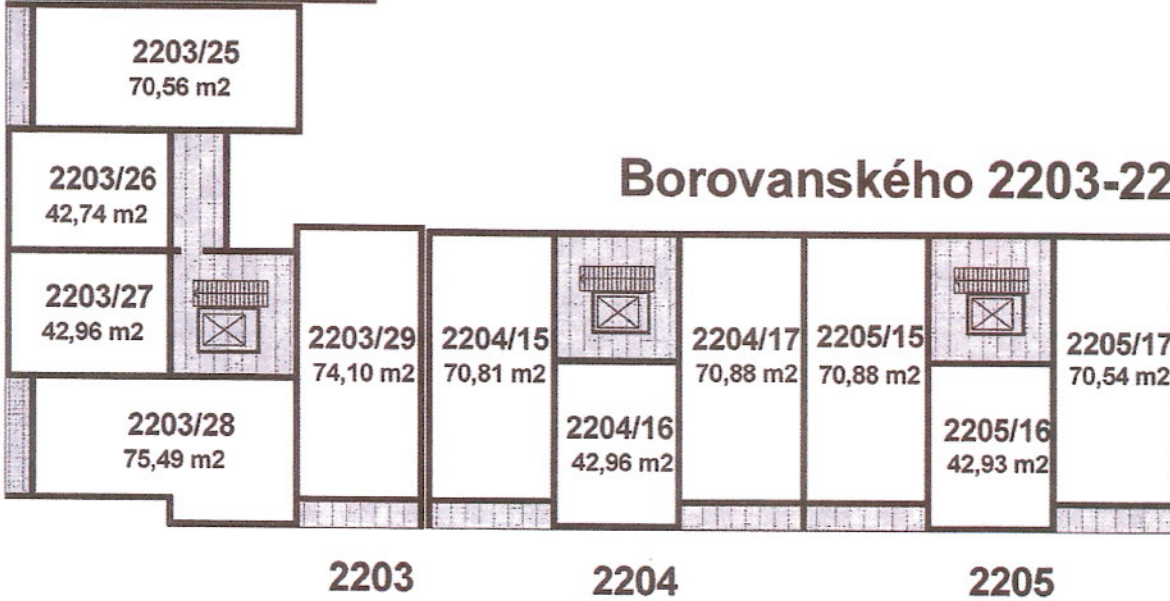 2203/25
70,56 m2
2203/26
42,74 m2
Borovanského 2203-22
2203/27
42,96 m2
2203/29
74,10 m2
2204/15
70,81 m2
2204/17
70,88 m2
2205/15
70,88 m2
2205/17
70,54 m2
2203/28
75,49 m2
2204/16
42,96 m2
2205/16
42,93 m2
2203
2204
2205